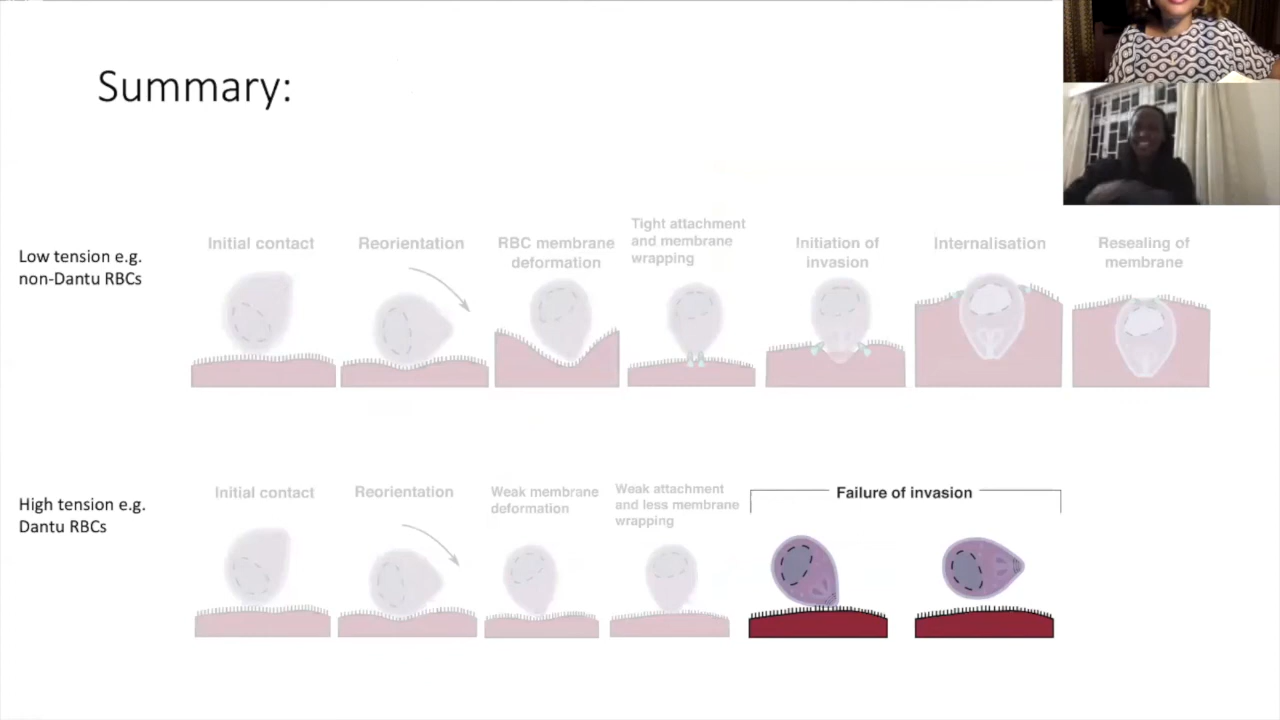 Summary:
Low tension e.g.
non-Dantu RBCs
Initial contact
Reorientation
RBC membrane
deformation
Tight attachment
and membrane
wrapping
Initiation of
invasion
Internalisation
Resealing of
membrane
High tension e.g.
Dantu RBCs
Initial contact
Reorientation
Weak membrane
deformation
Weak attachment
and less membrane
wrapping
Failure of invasion